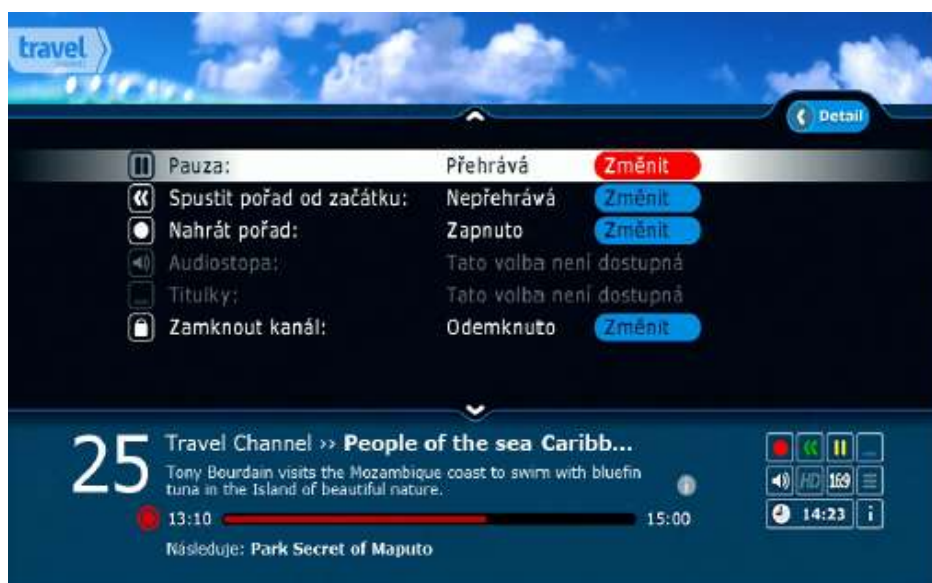 travel
Detail
Pauza: Přehrává Změnit
Spustit pořad od začátku: Nepřehrává Změnit
Nahrát pořad: Zapnuto Změnit
Audiostopa: Tato volba není dostupná
Titulky: Tato volba není dostupná
Zamknout kanál: Odemknuto Změnit
25
Travel Channel ›› People of the sea Caribb...
Tony Bourdain visits the Mozambique coast to swim with bluefin
tuna in the Island of beautiful nature.
13:10 15:00
Následuje: Park Secret of Maputo
HD 16:9
14:23 i